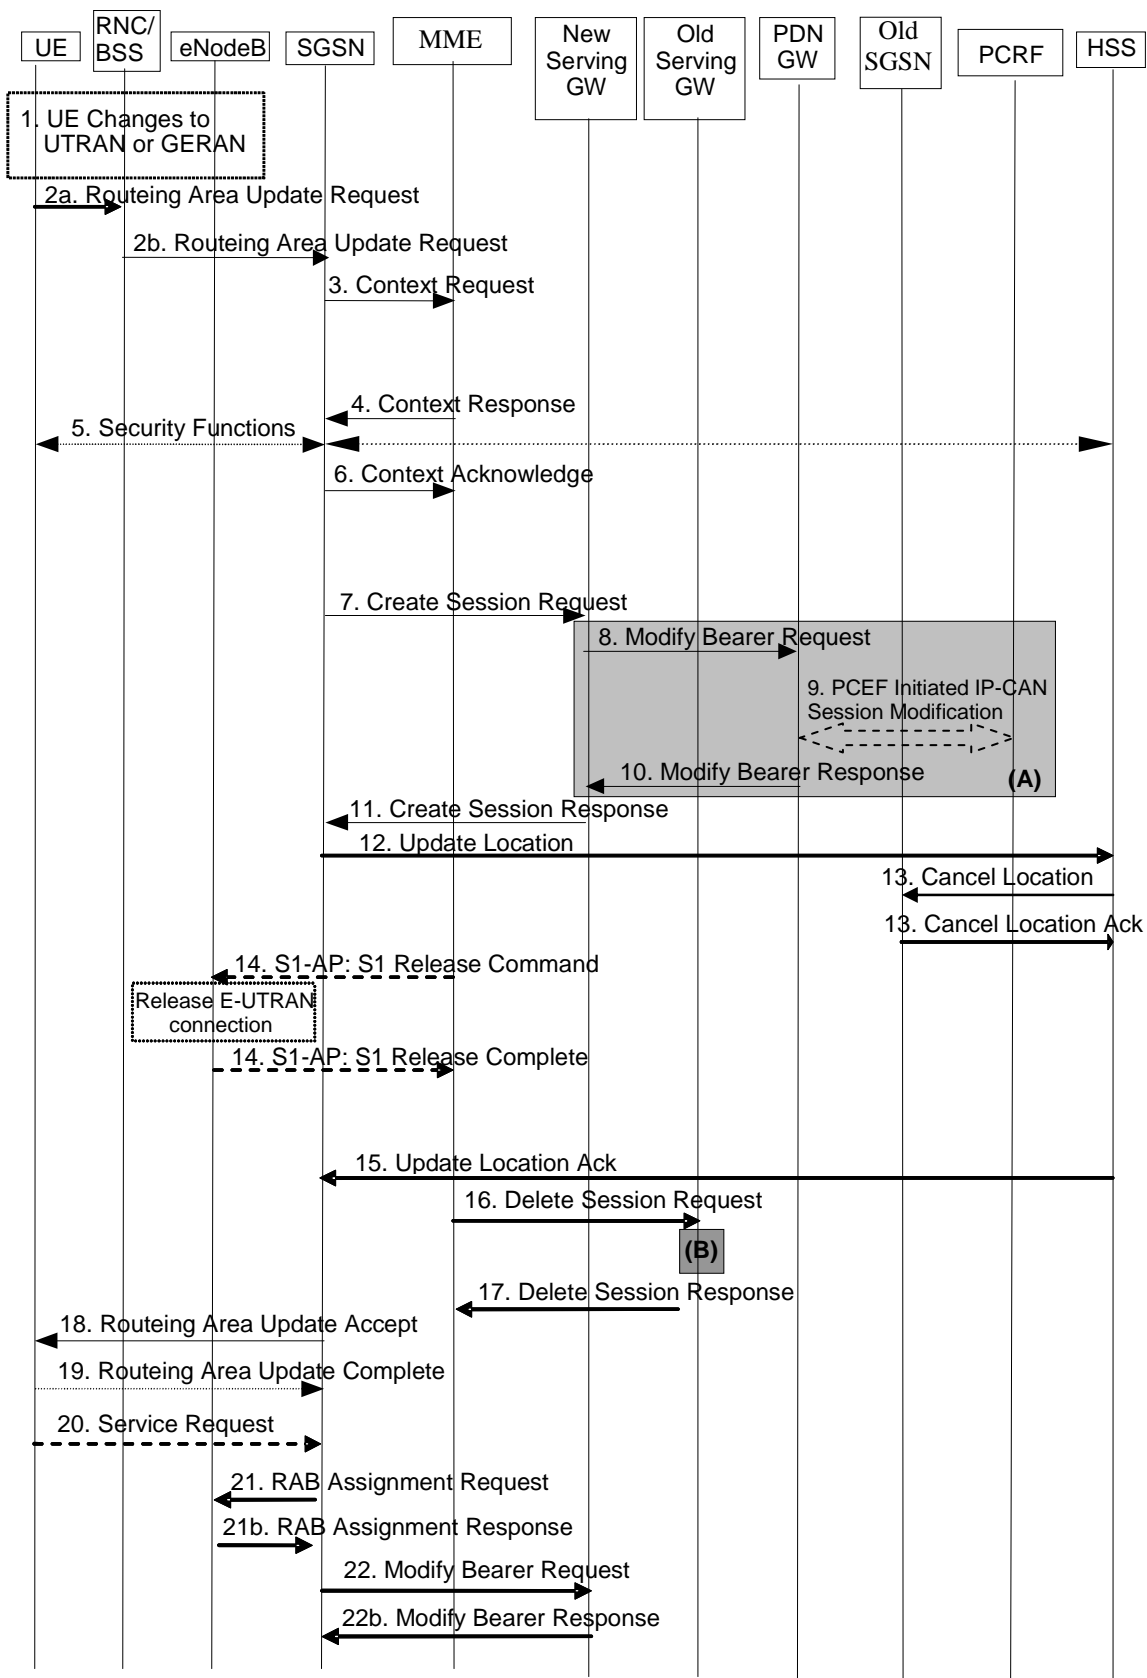 UE
RNC/
BSS
eNodeB
SGSN
MME
New
Serving
GW
Old
Serving
GW
PDN
GW
Old
SGSN
PCRF
HSS
1. UE Changes to
UTRAN or GERAN
2a. Routeing Area Update Request
2b. Routeing Area Update Request
3. Context Request
4. Context Response
5. Security Functions
6. Context Acknowledge
7. Create Session Request
8. Modify Bearer Request
9. PCEF Initiated IP-CAN
Session Modification
10. Modify Bearer Response
(A)
11. Create Session Response
12. Update Location
13. Cancel Location
13. Cancel Location Ack
14. S1-AP: S1 Release Command
Release E-UTRAN
connection
14. S1-AP: S1 Release Complete
15. Update Location Ack
16. Delete Session Request
(B)
17. Delete Session Response
18. Routeing Area Update Accept
19. Routeing Area Update Complete
20. Service Request
21. RAB Assignment Request
21b. RAB Assignment Response
22. Modify Bearer Request
22b. Modify Bearer Response